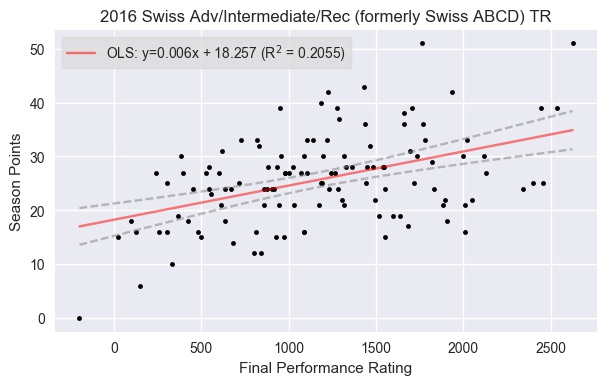 2016 Swiss Adv/Intermediate/Rec (formerly Swiss ABCD) TR
OLS: y=0.006x + 18.257 (R² = 0.2055)
50
40
30
20
10
0
Season Points
0 500 1000 1500 2000 2500
Final Performance Rating